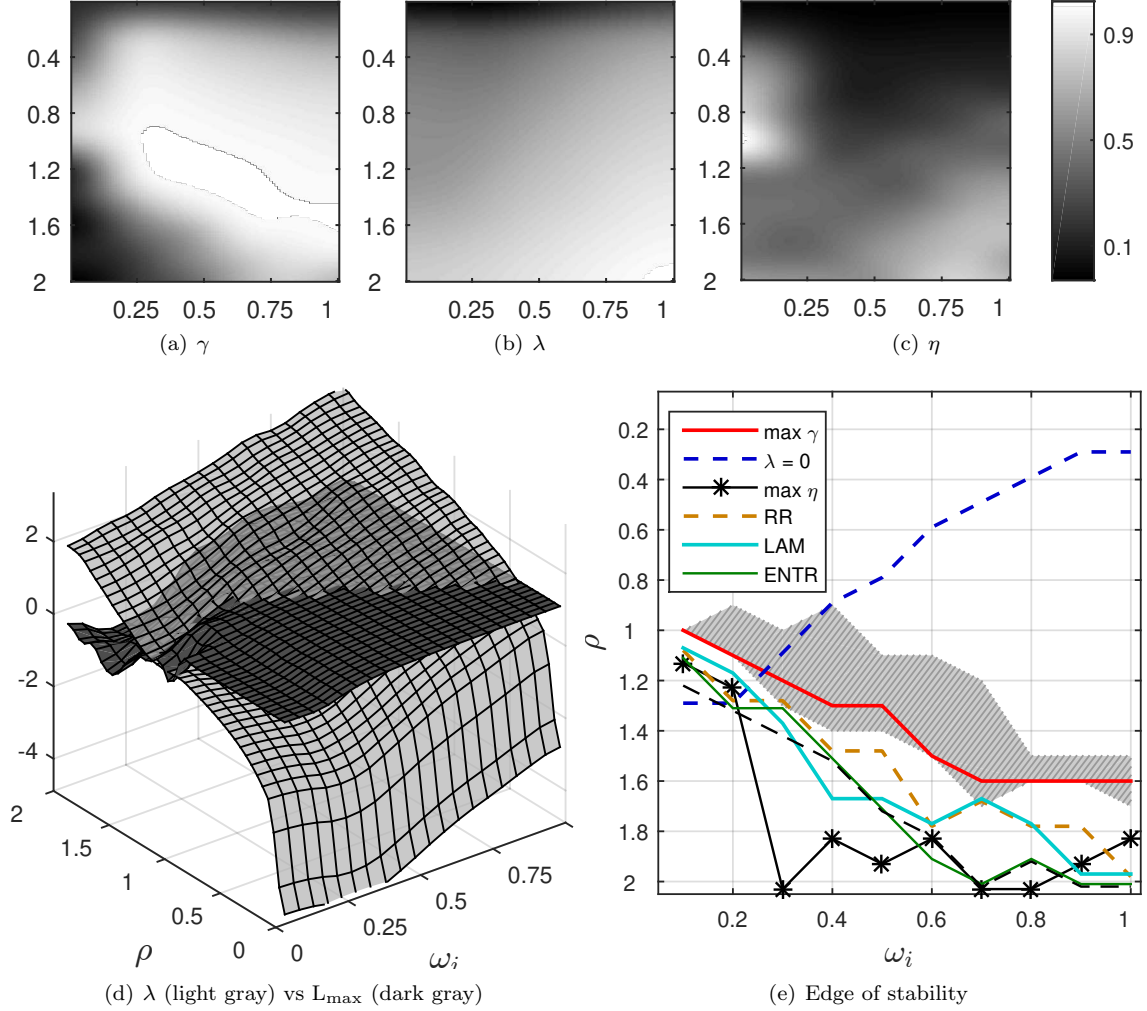 0.25 0.5 0.75 1
0.4
0.8
1.2
1.6
2
(a) γ
0.25 0.5 0.75 1
0.4
0.8
1.2
1.6
2
(b) λ
0.25 0.5 0.75 1
0.4
0.8
1.2
1.6
2
(c) η
0.9
0.5
0.1
2
0
-2
-4
2
1.5
1
0.5
0
ρ
0
0.25
0.5
0.75
ω_i
(d) λ (light gray) vs L_max (dark gray)
max γ
λ = 0
max η
RR
LAM
ENTR
0.2
0.4
0.6
0.8
1
1.2
1.4
1.6
1.8
2
ρ
0.2 0.4 0.6 0.8 1
ω_i
(e) Edge of stability